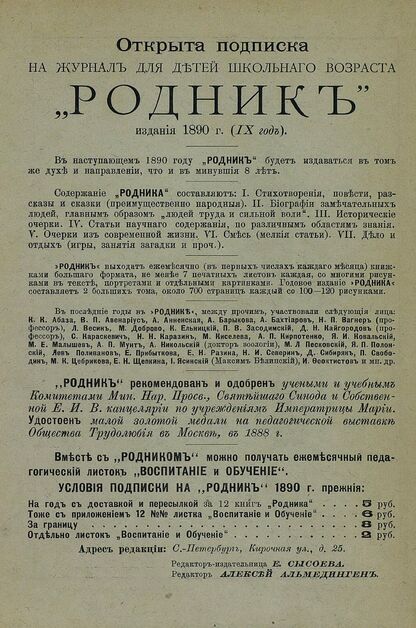 Открыта подписка
НА ЖУРНАЛЪ ДЛЯ ДѢТЕЙ ШКОЛЬНАГО ВОЗРАСТА
„РОДНИКЪ”
изданія 1890 г. (IX годъ).
Въ наступающемъ 1890 году „РОДНИКЪ“ будетъ издаваться въ томъ
же духѣ и направленіи, что и въ минувшія 8 лѣтъ.
Содержаніе „РОДНИКА“ составляютъ: I. Стихотворенія, повѣсти, раз-
сказы и сказки (преимущественно народныя). II. Біографіи замѣчательныхъ
людей, главнымъ образомъ „людей труда и сильной воли“. III. Историческіе
очерки. IV. Статьи научнаго содержанія, по различнымъ областямъ знанія.
V. Очерки изъ современной жизни. VI. Смѣсь (мелкія статьи). VII. Дѣло и
отдыхъ (игры, занятія загадки и проч.).
»РОДНИКЪ« выходитъ ежемѣсячно (въ первыхъ числахъ каждаго мѣсяца) книж-
ками большаго формата, не менѣе 7 печатныхъ листовъ каждая, со многими рисун-
ками въ текстѣ, портретами и отдѣльными картинками. Годовое изданіе »РОДНИКА«
составляетъ 2 большихъ тома, около 700 страницъ каждый со 100—120 рисунками.
Въ послѣдніе годы въ »РОДНИКѢ«, между прочимъ, участвовали слѣдующія лица:
К. К. Абаза, В. П. Авенаріусъ, А. Анненская, А. Барыкова, А. Бахтіаровъ, Н. П. Вагнеръ (про-
фессоръ), Л. Весинъ, М. Доброво, К. Ельницкій, П. В. Засодимскій, Д. Н. Кайгородовъ (про-
фессоръ), С. Караскевичъ, Н. Н. Каразинъ, М. Киселева, А. П. Кирпотенко, Я. И. Ковальскій,
М. Е. Малышевъ, А. П. Мунтъ, А. Никольскій (докторъ зоологіи), В. П. Острогорскій, Я. П. Полон-
скій, Левъ Поливановъ, Е. Прибыткова, Е. Н. Разина, Н. И. Северинъ, Д. Сибирякъ, П. Свобо-
динъ, М. К. Цебрикова, Е. Н. Щепкина, І. Ясинскій (Максимъ Бѣлинскій), И. Ѳеоктистовъ и мн. др.
„РОДНИКЪ“ рекомендованъ и одобренъ учеными и учебнымъ
Комитетами Мин. Нар. Просв., Святѣйшаго Синода и Собствен-
ной Е. И. В. канцеляріи по учрежденіямъ Императрицы Маріи.
Удостоенъ малой золотой медали на педагогической выставкѣ
Общества Трудолюбія въ Москвѣ, въ 1888 г.
Вмѣстѣ съ „РОДНИКОМЪ“ можно получать ежемѣсячный педа-
гогическій листокъ „ВОСПИТАНІЕ и ОБУЧЕНІЕ“.
УСЛОВІЯ ПОДПИСКИ НА „РОДНИКЪ“ 1890 г. прежнія:
На годъ съ доставкой и пересылкой за 12 книгъ „Родника“ - - - 5 руб.
Тоже съ приложеніемъ 12 №№ листка „Воспитаніе и Обученіе“ - - 6 руб.
За границу - - - 8 руб.
Отдѣльно листокъ „Воспитаніе и Обученіе“ - - - 2 руб.
Адресъ редакціи: С.-Петербургъ, Кирочная ул., д. 25.
Редакторъ-издательница Е. СЫСОЕВА.
Редакторъ АЛЕКСѢЙ АЛЬМЕДИНГЕНЪ.